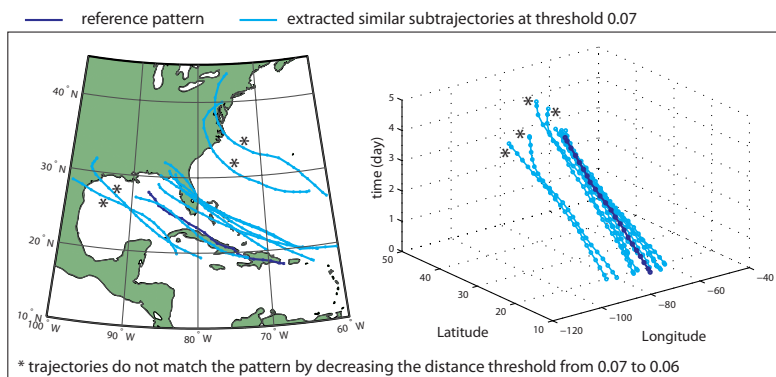 reference pattern
extracted similar subtrajectories at threshold 0.07
40° N
30° N
20° N
10° N
100° W
90° W
80° W
70° W
60° W
*
*
*
*
time (day)
5
4
3
2
1
0
50
40
30
20
10
Latitude
−120
−100
−80
−60
−40
Longitude
*
*
*
*
* trajectories do not match the pattern by decreasing the distance threshold from 0.07 to 0.06